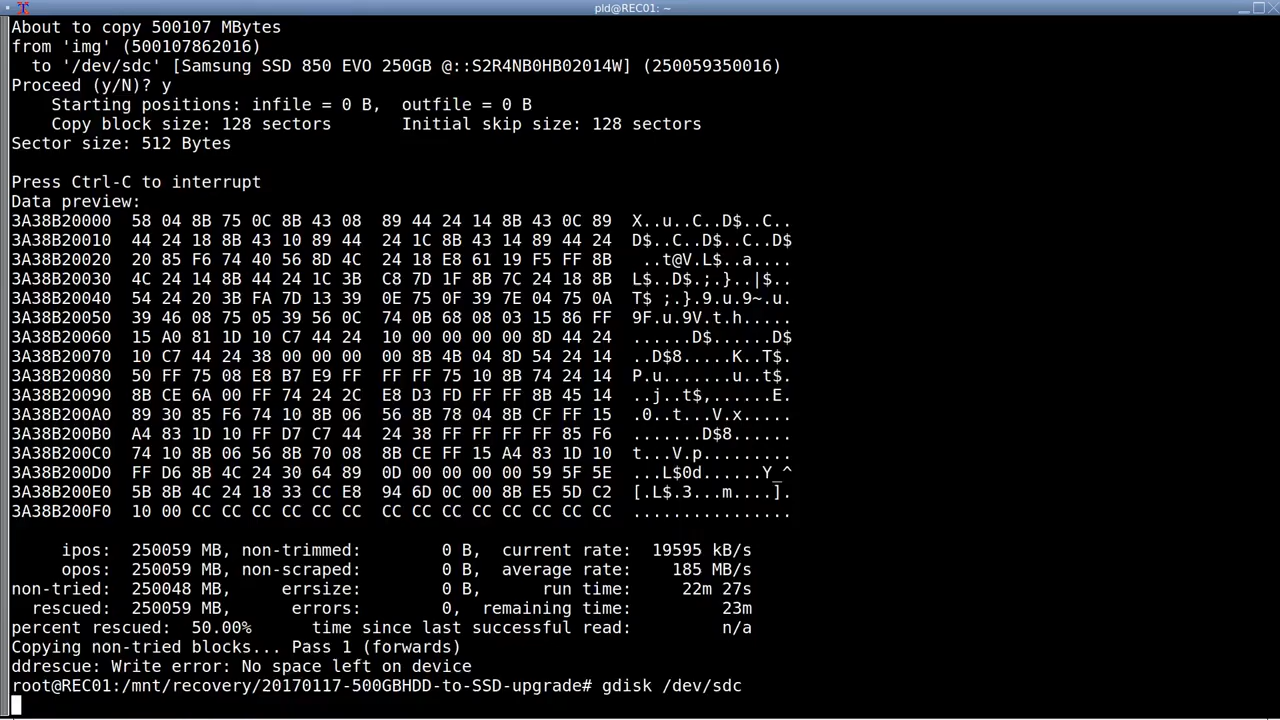 pld@REC01: ~
About to copy 500107 MBytes
from 'img' (500107862016)
  to '/dev/sdc' [Samsung SSD 850 EVO 250GB @::S2R4NB0HB02014W] (250059350016)
Proceed (y/N)? y
    Starting positions: infile = 0 B,  outfile = 0 B
    Copy block size: 128 sectors       Initial skip size: 128 sectors
Sector size: 512 Bytes
Press Ctrl-C to interrupt
Data preview:
3A38B20000  58 04 8B 75 0C 8B 43 08  89 44 24 14 8B 43 0C 89  X..u..C..D$..C..
3A38B20010  44 24 18 8B 43 10 89 44  24 1C 8B 43 14 89 44 24  D$..C..D$..C..D$
3A38B20020  20 85 F6 74 40 56 8D 4C  24 18 E8 61 19 F5 FF 8B   ..t@V.L$..a....
3A38B20030  4C 24 14 8B 44 24 1C 3B  C8 7D 1F 8B 7C 24 18 8B  L$..D$.;.}..|$..
3A38B20040  54 24 20 3B FA 7D 13 39  0E 75 0F 39 7E 04 75 0A  T$ ;.}.9.u.9~.u.
3A38B20050  39 46 08 75 05 39 56 0C  74 0B 68 08 03 15 86 FF  9F.u.9V.t.h.....
3A38B20060  15 A0 81 1D 10 C7 44 24  10 00 00 00 00 8D 44 24  ......D$......D$
3A38B20070  10 C7 44 24 38 00 00 00  00 8B 4B 04 8D 54 24 14  ..D$8.....K..T$.
3A38B20080  50 FF 75 08 E8 B7 E9 FF  FF FF 75 10 8B 74 24 14  P.u.......u..t$.
3A38B20090  8B CE 6A 00 FF 74 24 2C  E8 D3 FD FF FF 8B 45 14  ..j..t$,......E.
3A38B200A0  89 30 85 F6 74 10 8B 06  56 8B 78 04 8B CF FF 15  .0..t...V.x.....
3A38B200B0  A4 83 1D 10 FF D7 C7 44  24 38 FF FF FF FF 85 F6  .......D$8......
3A38B200C0  74 10 8B 06 56 8B 70 08  8B CE FF 15 A4 83 1D 10  t...V.p.........
3A38B200D0  FF D6 8B 4C 24 30 64 89  0D 00 00 00 00 59 5F 5E  ...L$0d......Y_^
3A38B200E0  5B 8B 4C 24 18 33 CC E8  94 6D 0C 00 8B E5 5D C2  [.L$.3...m....].
3A38B200F0  10 00 CC CC CC CC CC CC  CC CC CC CC CC CC CC CC  ................
     ipos:  250059 MB, non-trimmed:        0 B,  current rate:  19595 kB/s
     opos:  250059 MB, non-scraped:        0 B,  average rate:    185 MB/s
non-tried:  250048 MB,     errsize:        0 B,      run time:     22m 27s
  rescued:  250059 MB,      errors:        0,  remaining time:         23m
percent rescued:  50.00%      time since last successful read:         n/a
Copying non-tried blocks... Pass 1 (forwards)
ddrescue: Write error: No space left on device
root@REC01:/mnt/recovery/20170117-500GBHDD-to-SSD-upgrade# gdisk /dev/sdc